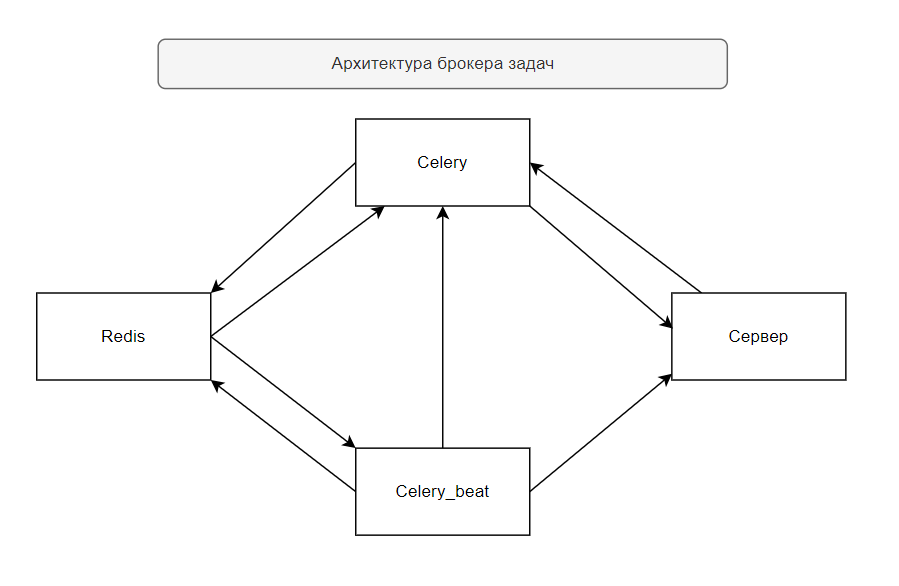 Архитектура брокера задач
Celery
Redis
Сервер
Celery_beat